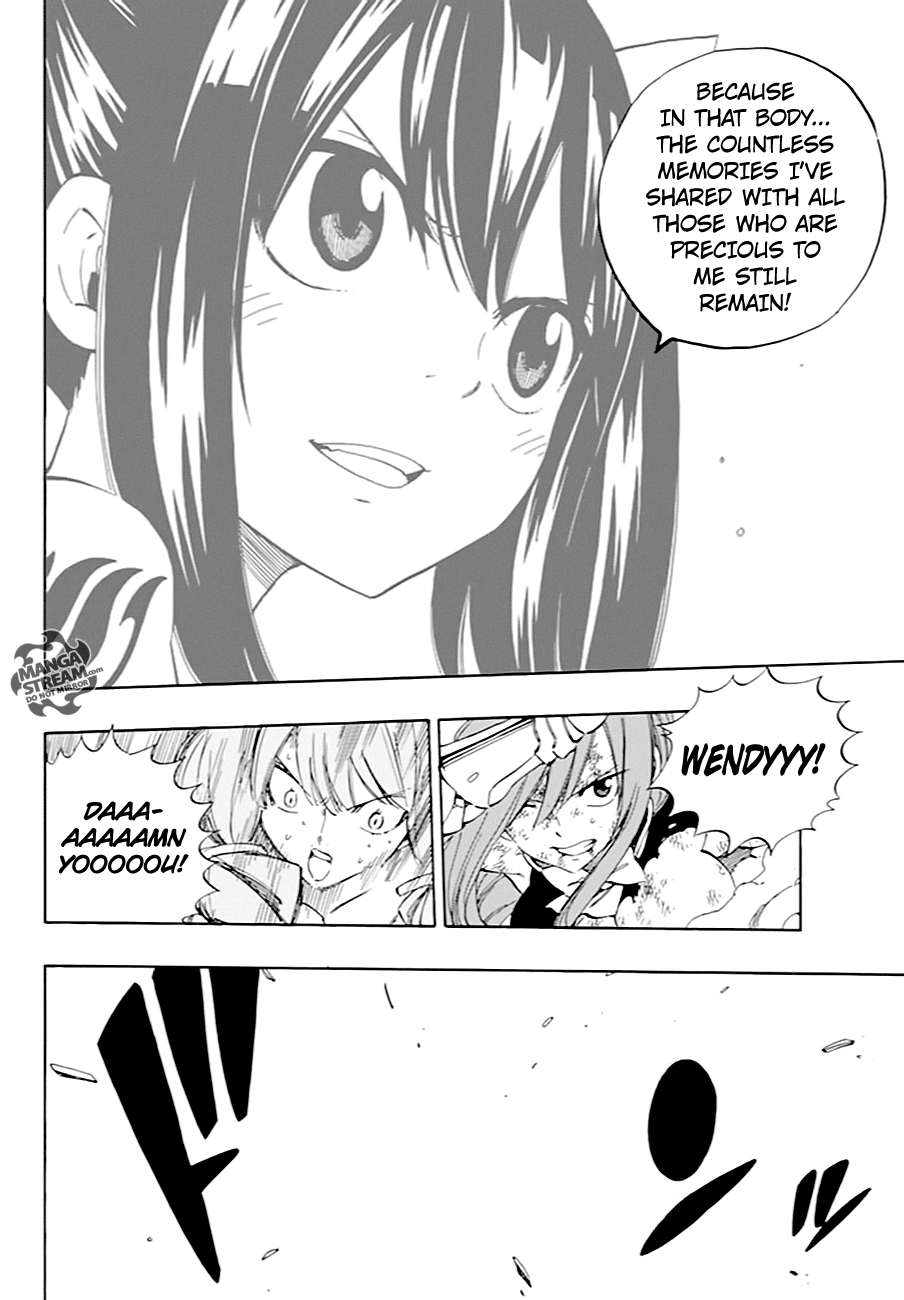 BECAUSE
IN THAT BODY...
THE COUNTLESS
MEMORIES I'VE
SHARED WITH ALL
THOSE WHO ARE
PRECIOUS TO
ME STILL
REMAIN!
MANGA
STREAM.com
DO NOT MIRROR
WENDYYY!
DAAA-
AAAAAMN
YOOOOOU!